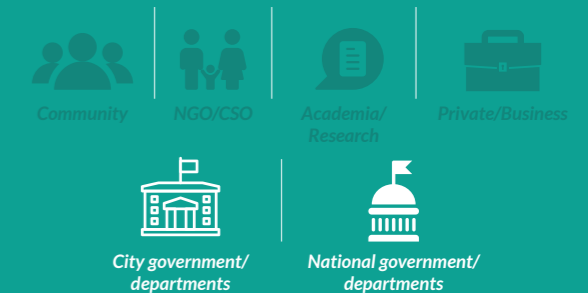 Community
NGO/CSO
Academia/
Research
Private/Business
City government/
departments
National government/
departments